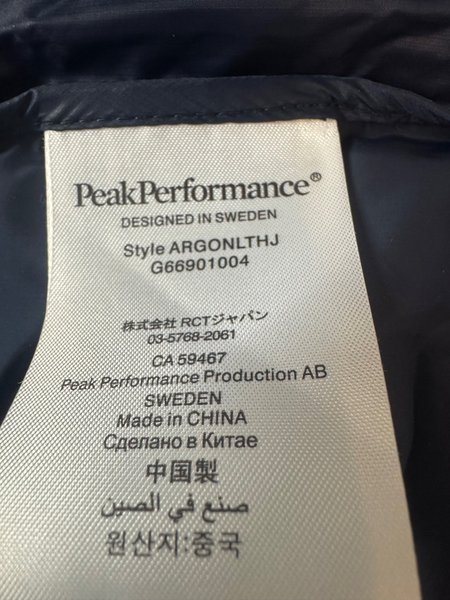 PeakPerformance®
DESIGNED IN SWEDEN
Style ARGONLTHJ
G66901004
株式会社 RCTジャパン
03-5768-2061
CA 59467
Peak Performance Production AB
SWEDEN
Made in CHINA
Сделано в Китае
中国製
صنع في الصين
원산지:중국